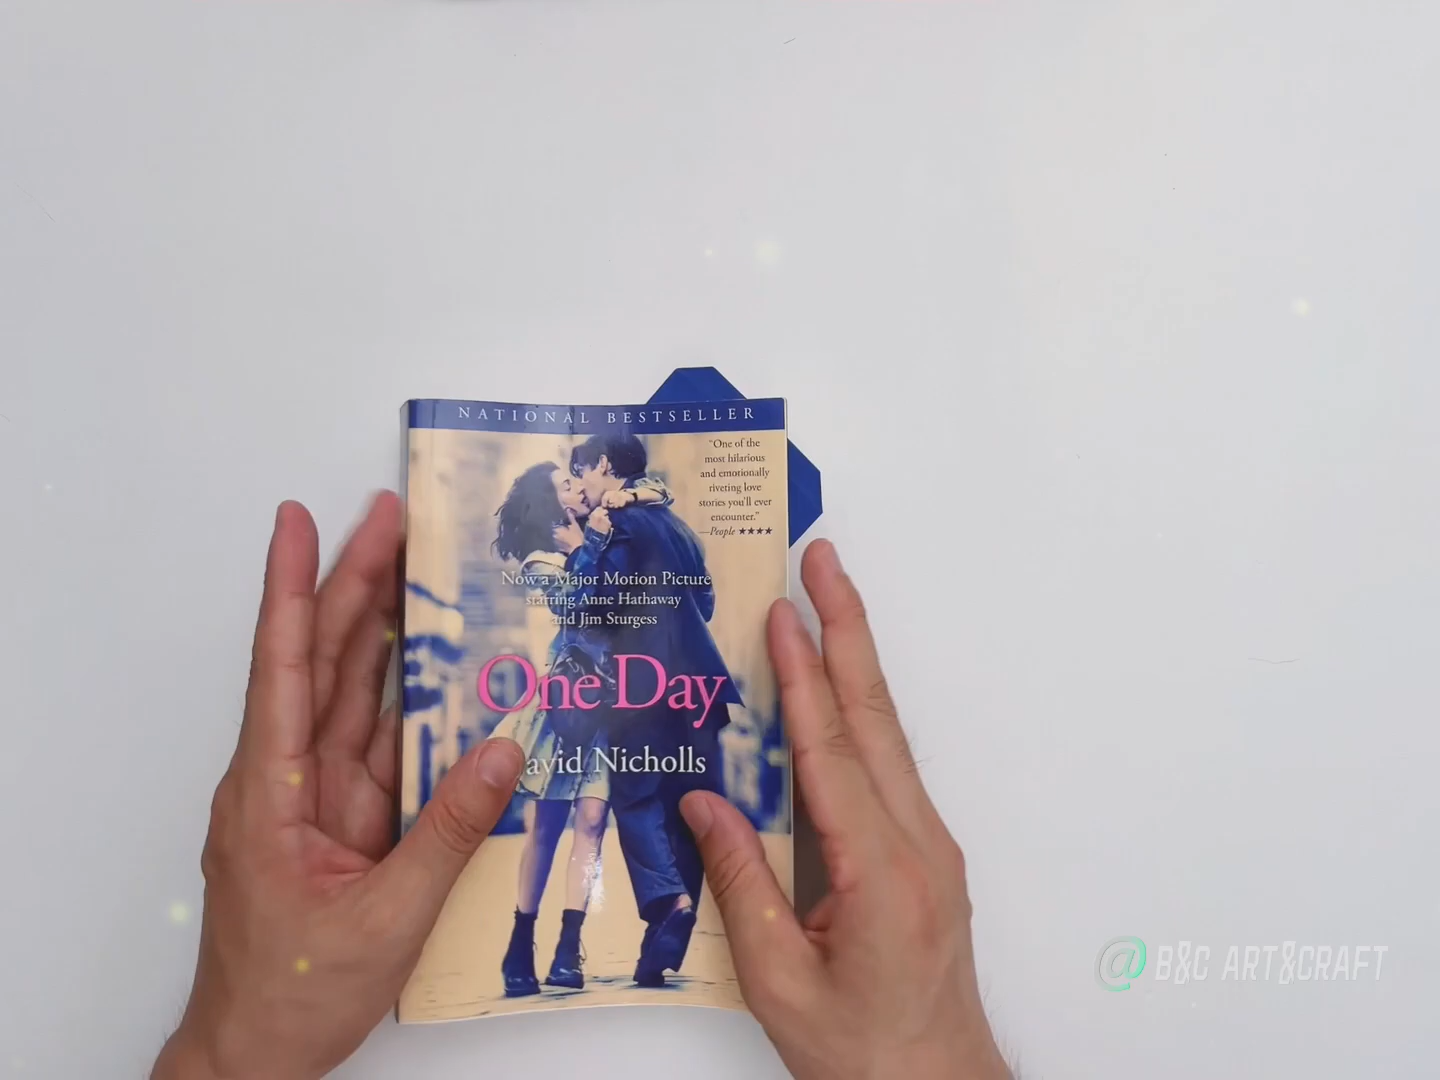 NATIONAL BESTSELLER
"One of the
most hilarious
and emotionally
riveting love
stories you'll ever
encounter."
—People ★★★★
Now a Major Motion Picture
starring Anne Hathaway
and Jim Sturgess
One Day
avid Nicholls
@B&C ART&CRAFT